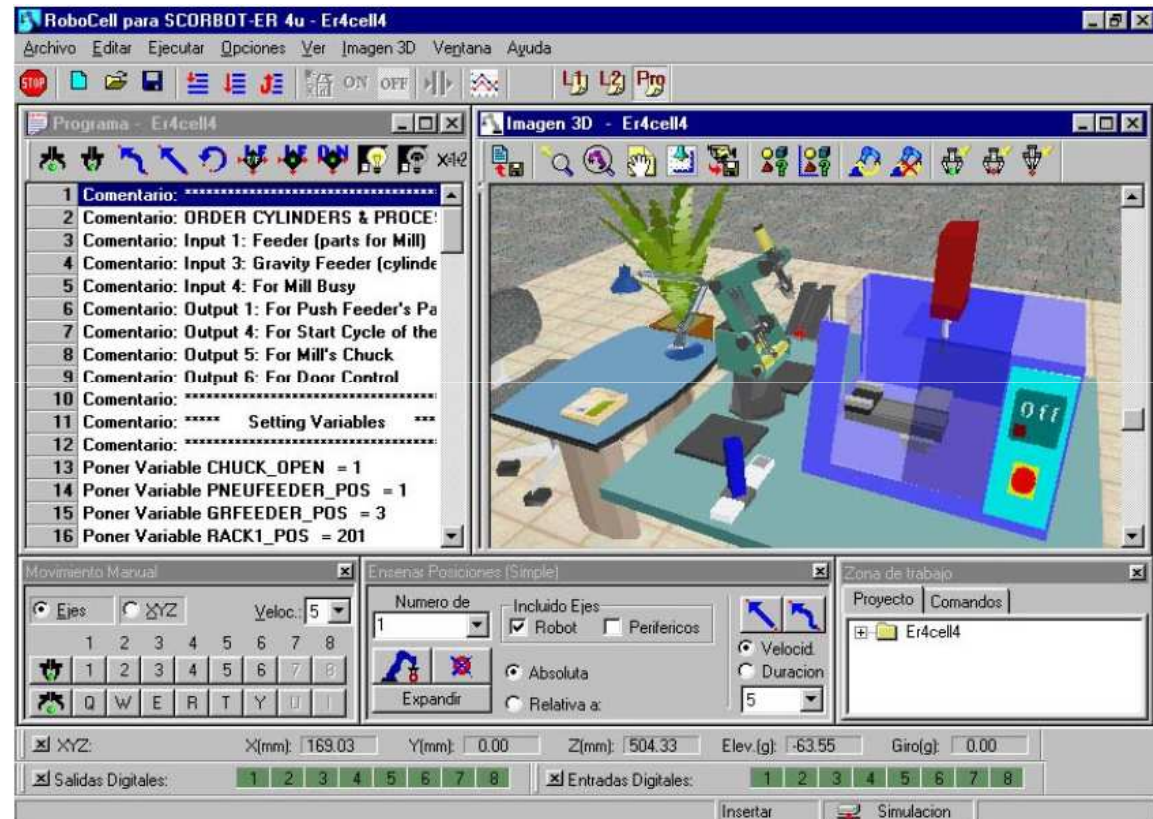 RoboCell para SCORBOT-ER 4u - Er4cell4
Archivo Editar Ejecutar Opciones Ver Imagen 3D Ventana Ayuda
STOP ON OFF L1 L2 Pro
Programa - Er4cell4
X=1+2
1 Comentario: ************************************
2 Comentario: ORDER CYLINDERS & PROCE
3 Comentario: Input 1: Feeder (parts for Mill)
4 Comentario: Input 3: Gravity Feeder (cylinde
5 Comentario: Input 4: For Mill Busy
6 Comentario: Output 1: For Push Feeder's Pa
7 Comentario: Output 4: For Start Cycle of the
8 Comentario: Output 5: For Mill's Chuck
9 Comentario: Output 6: For Door Control
10 Comentario: ************************************
11 Comentario: ***** Setting Variables ***
12 Comentario: ************************************
13 Poner Variable CHUCK_OPEN = 1
14 Poner Variable PNEUFEEDER_POS = 1
15 Poner Variable GRFEEDER_POS = 3
16 Poner Variable RACK1_POS = 201
Imagen 3D - Er4cell4
Off
Movimiento Manual
Ejes XYZ Veloc.: 5
1 2 3 4 5 6 7 8
1 2 3 4 5 6 7 8
Q W E R T Y U I
Ensenar Posiciones (Simple)
Numero de
1
Expandir
Incluido Ejes
Robot Perifericos
Absoluta
Relativa a:
Velocid.
Duracion
5
Zona de trabajo
Proyecto Comandos
Er4cell4
XYZ: X(mm): 169.03 Y(mm): 0.00 Z(mm): 504.33 Elev.(g): -63.55 Giro(g): 0.00
Salidas Digitales: 1 2 3 4 5 6 7 8 Entradas Digitales: 1 2 3 4 5 6 7 8
Insertar Simulacion